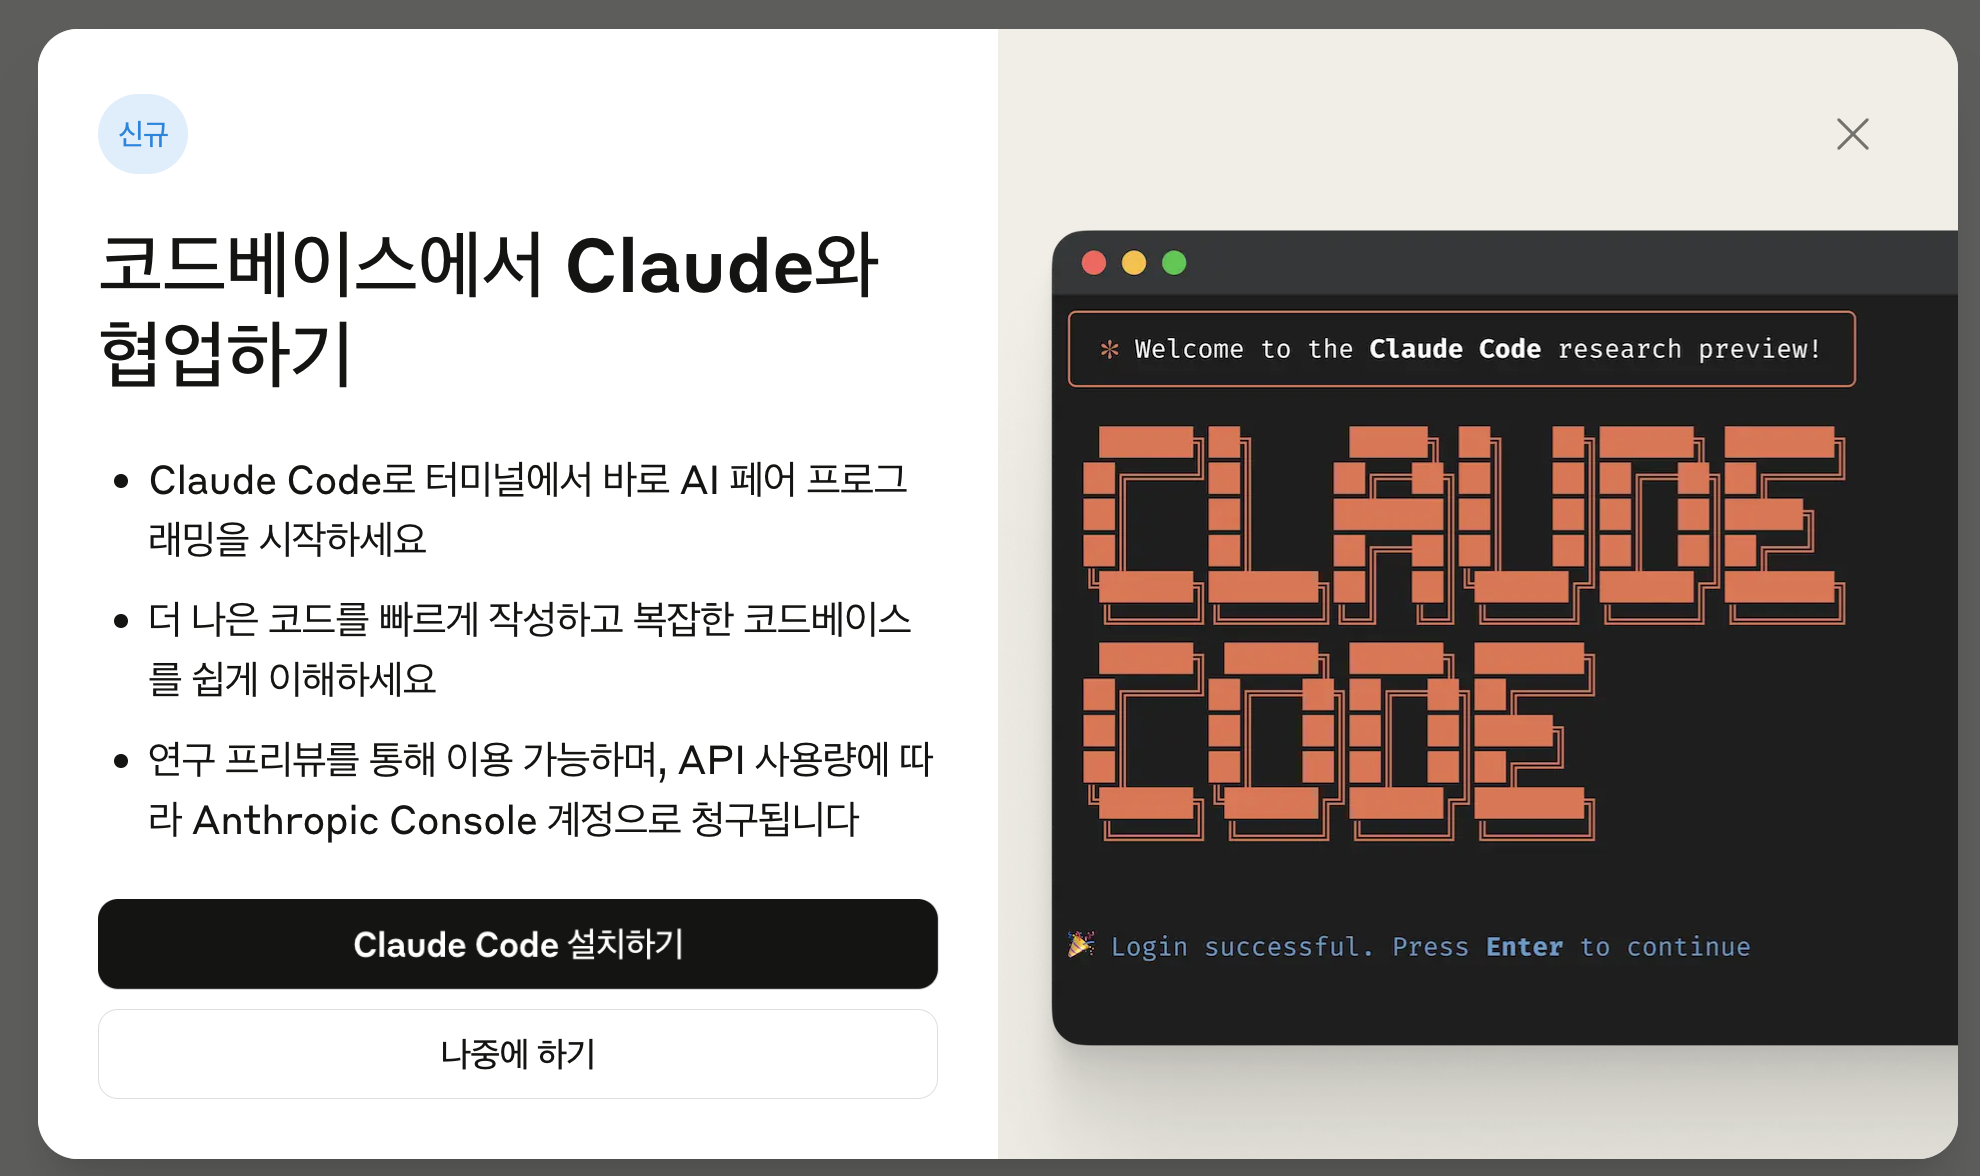 신규
코드베이스에서 Claude와
협업하기
Claude Code로 터미널에서 바로 AI 페어 프로그
래밍을 시작하세요
더 나은 코드를 빠르게 작성하고 복잡한 코드베이스
를 쉽게 이해하세요
연구 프리뷰를 통해 이용 가능하며, API 사용량에 따
라 Anthropic Console 계정으로 청구됩니다
Claude Code 설치하기
나중에 하기
✻ Welcome to the Claude Code research preview!
CLAUDE
CODE
🎉 Login successful. Press Enter to continue